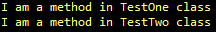 I am a method in TestOne class
I am a method in TestTwo class